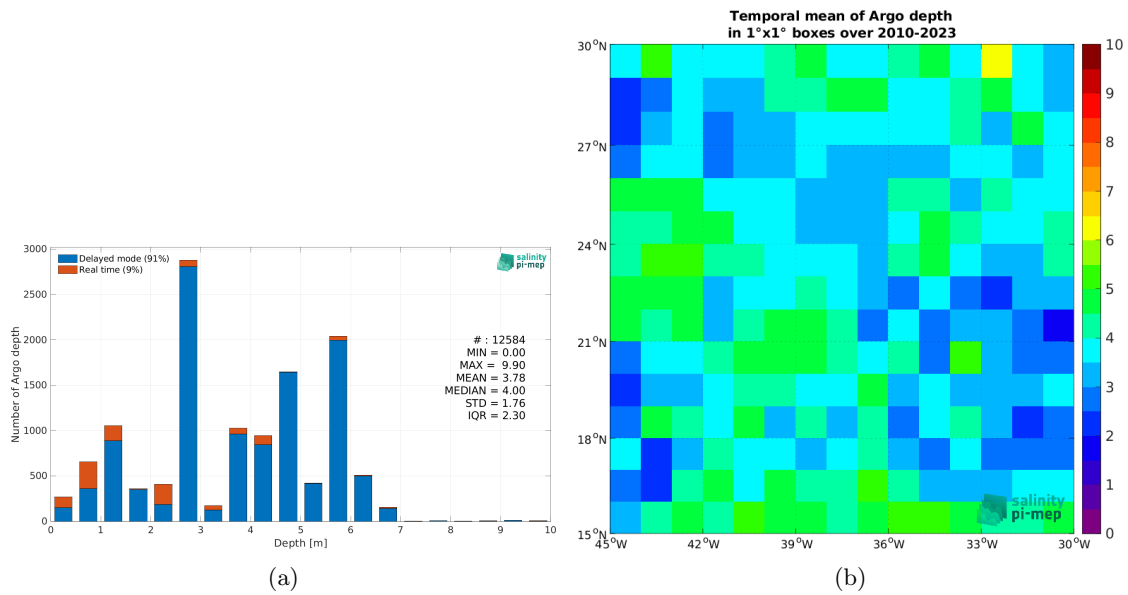 3000
2500
2000
1500
1000
500
0
Number of Argo depth
Delayed mode (91%)
Real time (9%)
salinity
pi-mep
# : 12584
MIN = 0.00
MAX = 9.90
MEAN = 3.78
MEDIAN = 4.00
STD = 1.76
IQR = 2.30
0 1 2 3 4 5 6 7 8 9 10
Depth [m]
(a)
Temporal mean of Argo depth
in 1°x1° boxes over 2010-2023
30°N
27°N
24°N
21°N
18°N
15°N
45°W 42°W 39°W 36°W 33°W 30°W
salinity
pi-mep
10
9
8
7
6
5
4
3
2
1
0
(b)